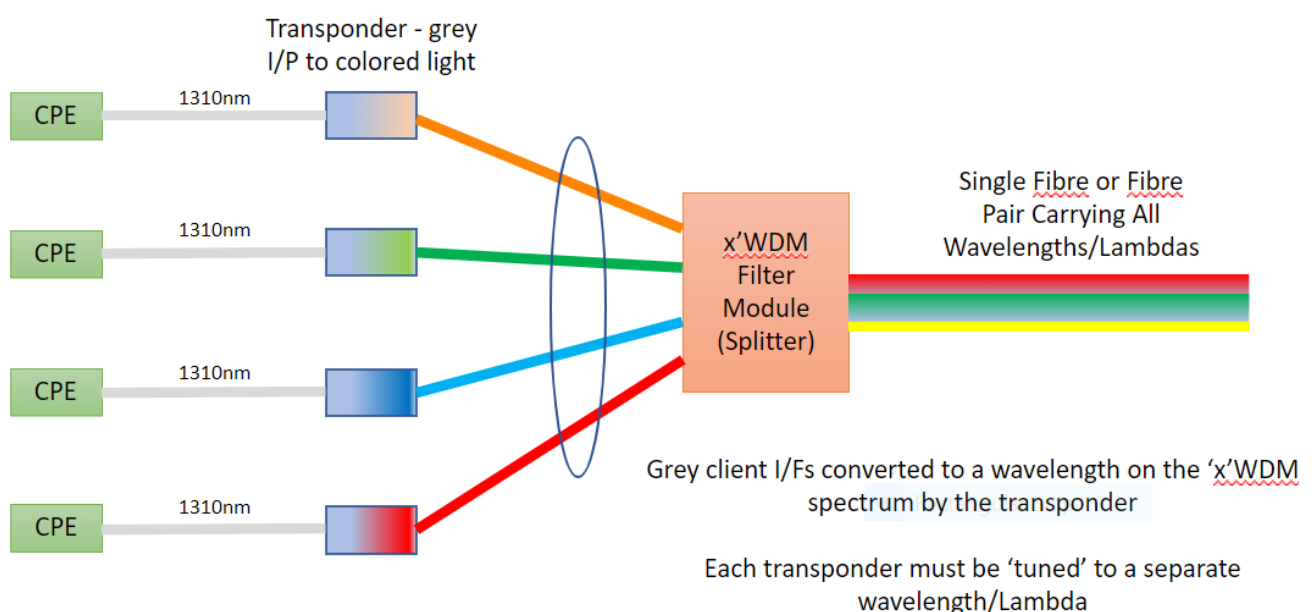 Transponder - grey
I/P to colored light
CPE
1310nm
CPE
1310nm
CPE
1310nm
CPE
1310nm
x'WDM
Filter
Module
(Splitter)
Single Fibre or Fibre
Pair Carrying All
Wavelengths/Lambdas
Grey client I/Fs converted to a wavelength on the ‘x’WDM
spectrum by the transponder
Each transponder must be ‘tuned’ to a separate
wavelength/Lambda